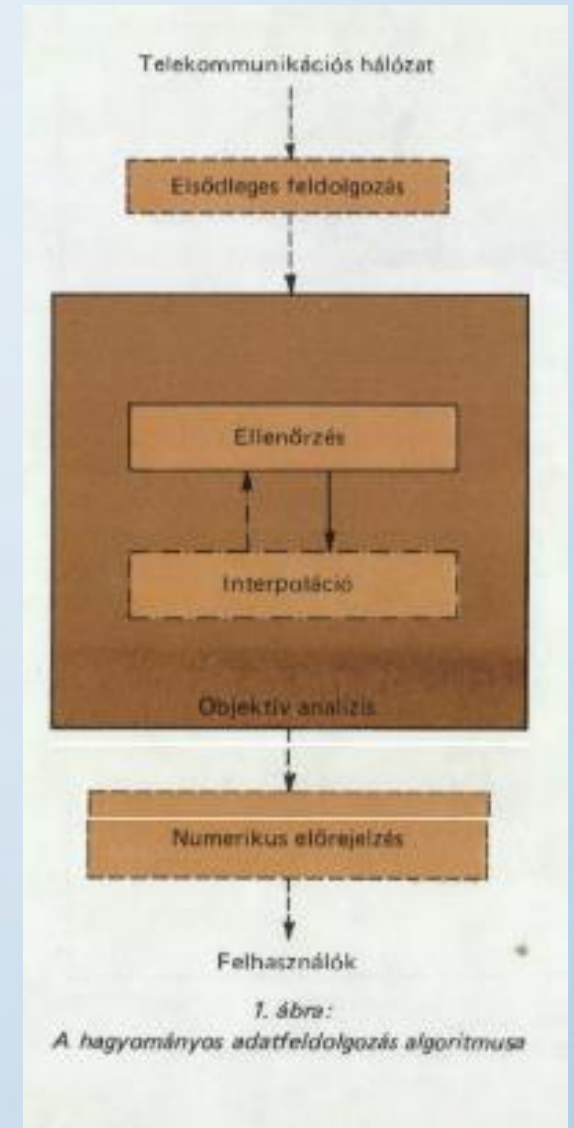 Telekommunikációs hálózat
Elsődleges feldolgozás
Ellenőrzés
Interpoláció
Objektív analízis
Numerikus előrejelzés
Felhasználók
1. ábra:
A hagyományos adatfeldolgozás algoritmusa